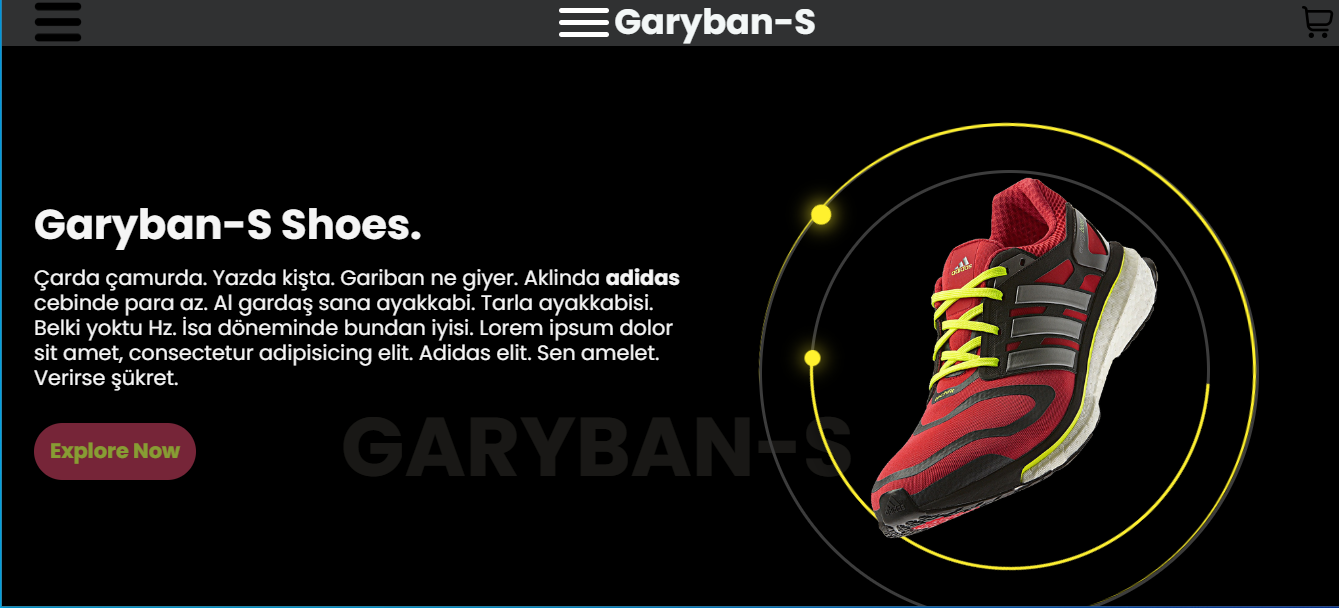 Garyban-S
Garyban-S Shoes.
Çarda çamurda. Yazda kişta. Gariban ne giyer. Aklinda adidas
cebinde para az. Al gardaş sana ayakkabi. Tarla ayakkabisi.
Belki yoktu Hz. İsa döneminde bundan iyisi. Lorem ipsum dolor
sit amet, consectetur adipisicing elit. Adidas elit. Sen amelet.
Verirse şükret.
Explore Now
GARYBAN-S
adidas